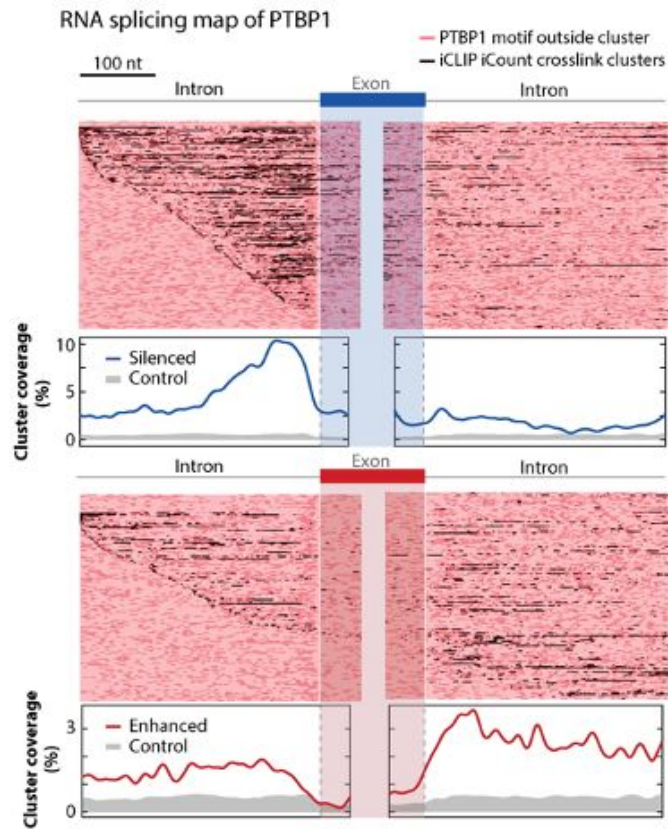 RNA splicing map of PTBP1
PTBP1 motif outside cluster
iCLIP iCount crosslink clusters
100 nt
Intron Exon Intron
Cluster coverage
(%)
10
5
0
Silenced
Control
Intron Exon Intron
Cluster coverage
(%)
3
0
Enhanced
Control